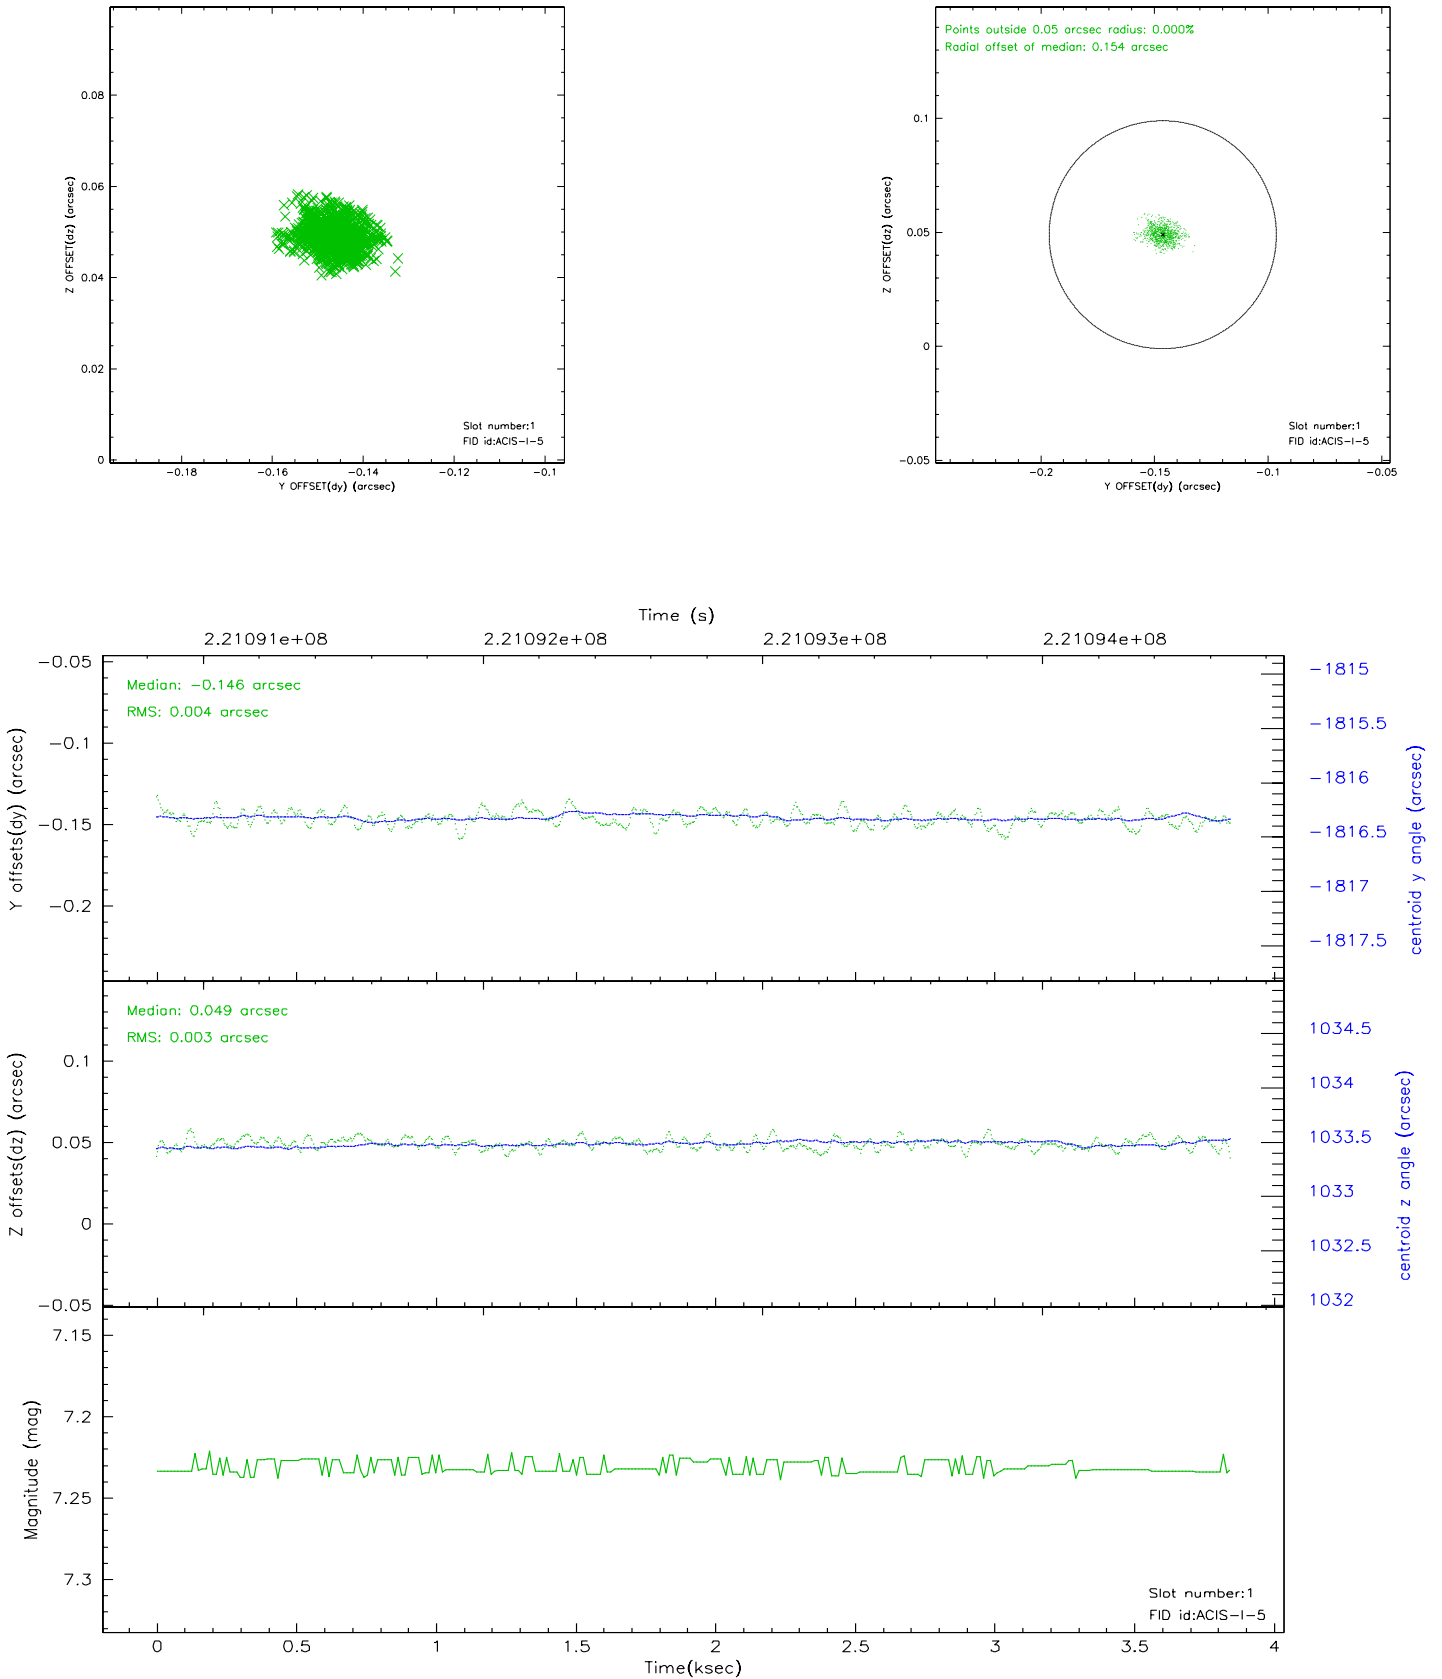 0.08
0.06
0.04
0.02
0
Z OFFSET(dz) (arcsec)
Slot number:1
FID id:ACIS-I-5
-0.18 -0.16 -0.14 -0.12 -0.1
Y OFFSET(dy) (arcsec)
Points outside 0.05 arcsec radius: 0.000%
Radial offset of median: 0.154 arcsec
0.1
0.05
0
-0.05
Z OFFSET(dz) (arcsec)
Slot number:1
FID id:ACIS-I-5
-0.2 -0.15 -0.1 -0.05
Y OFFSET(dy) (arcsec)
Time (s)
2.21091e+08 2.21092e+08 2.21093e+08 2.21094e+08
Median: -0.146 arcsec
RMS: 0.004 arcsec
-0.05
-0.1
-0.15
-0.2
Y offsets(dy) (arcsec)
-1815
-1815.5
-1816
-1816.5
-1817
-1817.5
centroid y angle (arcsec)
Median: 0.049 arcsec
RMS: 0.003 arcsec
0.1
0.05
0
-0.05
Z offsets(dz) (arcsec)
1034.5
1034
1033.5
1033
1032.5
1032
centroid z angle (arcsec)
7.15
7.2
7.25
7.3
Magnitude (mag)
Slot number:1
FID id:ACIS-I-5
0 0.5 1 1.5 2 2.5 3 3.5 4
Time(ksec)